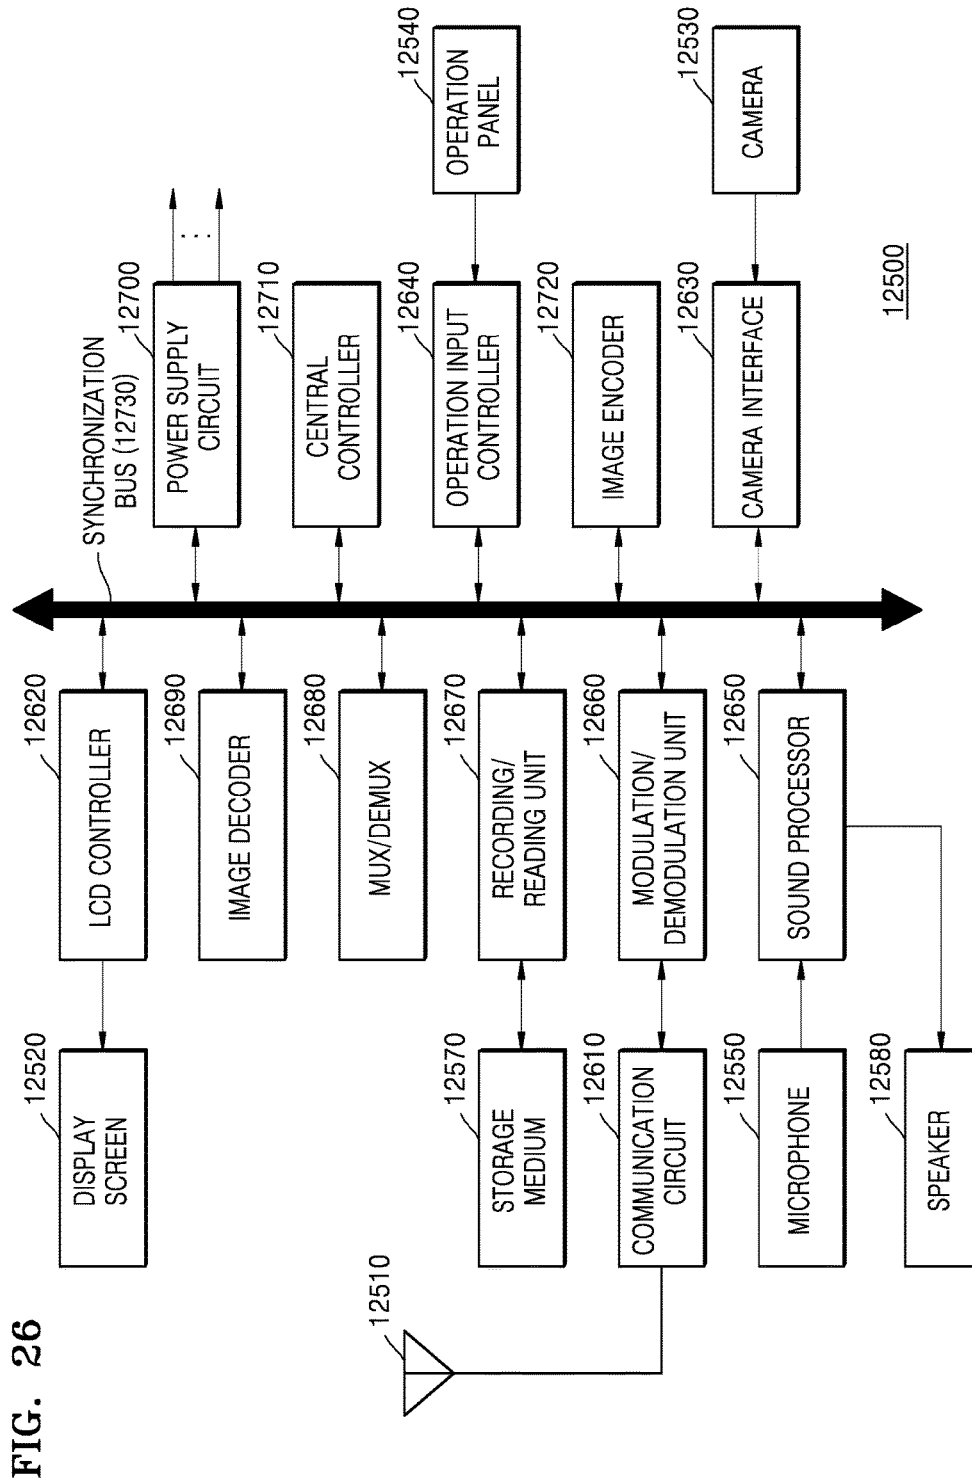 FIG. 26
12510
12520
DISPLAY
SCREEN
12620
LCD CONTROLLER
SYNCHRONIZATION
BUS (12730)
12700
POWER SUPPLY
CIRCUIT
...
12690
IMAGE DECODER
12710
CENTRAL
CONTROLLER
12680
MUX/DEMUX
12640
OPERATION INPUT
CONTROLLER
12540
OPERATION
PANEL
12570
STORAGE
MEDIUM
12670
RECORDING/
READING UNIT
12720
IMAGE ENCODER
12610
COMMUNICATION
CIRCUIT
12660
MODULATION/
DEMODULATION UNIT
12630
CAMERA INTERFACE
12530
CAMERA
12550
MICROPHONE
12650
SOUND PROCESSOR
12580
SPEAKER
12500